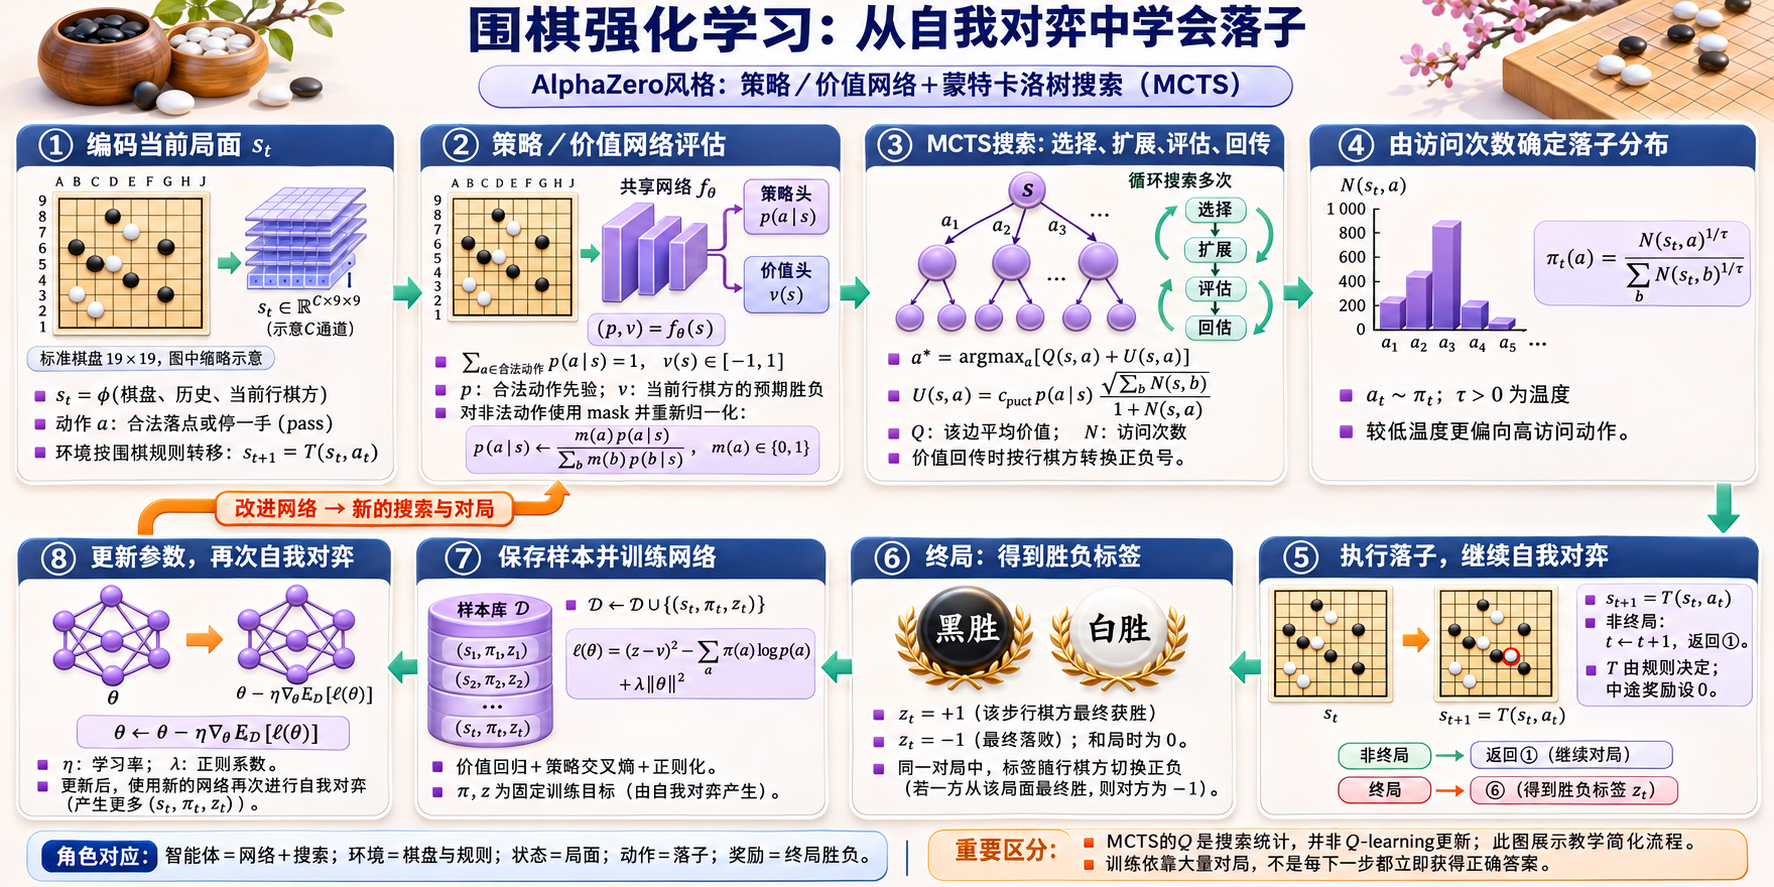 围棋强化学习：从自我对弈中学会落子
AlphaZero风格：策略／价值网络＋蒙特卡洛树搜索（MCTS）
① 编码当前局面 s_t
A B C D E F G H J
9
8
7
6
5
4
3
2
1
s_t ∈ ℝ^{C×9×9}
（示意C通道）
标准棋盘 19×19，图中缩略示意
s_t = ϕ(棋盘、历史、当前行棋方)
动作 a：合法落点或停一手 (pass)
环境按围棋规则转移：s_{t+1} = T(s_t, a_t)
② 策略／价值网络评估
A B C D E F G H J
9
8
7
6
5
4
3
2
1
共享网络 f_θ
策略头
p(a | s)
价值头
v(s)
(p, v) = f_θ(s)
∑_{a∈合法动作} p(a | s) = 1， v(s) ∈ [−1, 1]
p：合法动作先验；v：当前行棋方的预期胜负
对非法动作使用 mask 并重新归一化：
p(a | s) ← m(a) p(a | s) / ∑_b m(b) p(b | s) ， m(a) ∈ {0, 1}
③ MCTS搜索：选择、扩展、评估、回传
s
a_1 a_2 a_3 …
…
循环搜索多次
选择
扩展
评估
回估
a* = argmax_a [Q(s, a) + U(s, a)]
U(s, a) = c_puct p(a | s) √(∑_b N(s, b)) / (1 + N(s, a))
Q：该边平均价值； N：访问次数
价值回传时按行棋方转换正负号。
④ 由访问次数确定落子分布
N(s_t, a)
1 000
800
600
400
200
0
a_1 a_2 a_3 a_4 a_5 …
π_t(a) = N(s_t, a)^{1/τ} / ∑_b N(s_t, b)^{1/τ}
a_t ~ π_t；τ > 0 为温度
较低温度更偏向高访问动作。
改进网络 → 新的搜索与对局
⑤ 执行落子，继续自我对弈
s_t
s_{t+1} = T(s_t, a_t)
s_{t+1} = T(s_t, a_t)
非终局：
t ← t+1，返回①。
T 由规则决定；
中途奖励设 0。
非终局 → 返回①（继续对局）
终局 → ⑥（得到胜负标签 z_t）
⑥ 终局：得到胜负标签
黑胜
白胜
z_t = +1（该步行棋方最终获胜）
z_t = −1（最终落败）；和局时为 0。
同一对局中，标签随行棋方切换正负
（若一方从该局面最终胜，则对方为 −1）。
⑦ 保存样本并训练网络
样本库 𝒟
(s_1, π_1, z_1)
(s_2, π_2, z_2)
…
(s_t, π_t, z_t)
𝒟 ← 𝒟 ∪ {(s_t, π_t, z_t)}
ℓ(θ) = (z − v)² − ∑_a π(a) log p(a)
+ λ‖θ‖²
价值回归＋策略交叉熵＋正则化。
π, z 为固定训练目标（由自我对弈产生）。
⑧ 更新参数，再次自我对弈
θ
θ − η∇_θ E_D [ℓ(θ)]
θ ← θ − η∇_θ E_𝒟 [ℓ(θ)]
η：学习率； λ：正则系数。
更新后，使用新的网络再次进行自我对弈
（产生更多 (s_t, π_t, z_t)）。
角色对应： 智能体＝网络＋搜索；环境＝棋盘与规则；状态＝局面；动作＝落子；奖励＝终局胜负。
重要区分：
MCTS的Q 是搜索统计，并非 Q-learning更新；此图展示教学简化流程。
训练依靠大量对局，不是每下一步都立即获得正确答案。